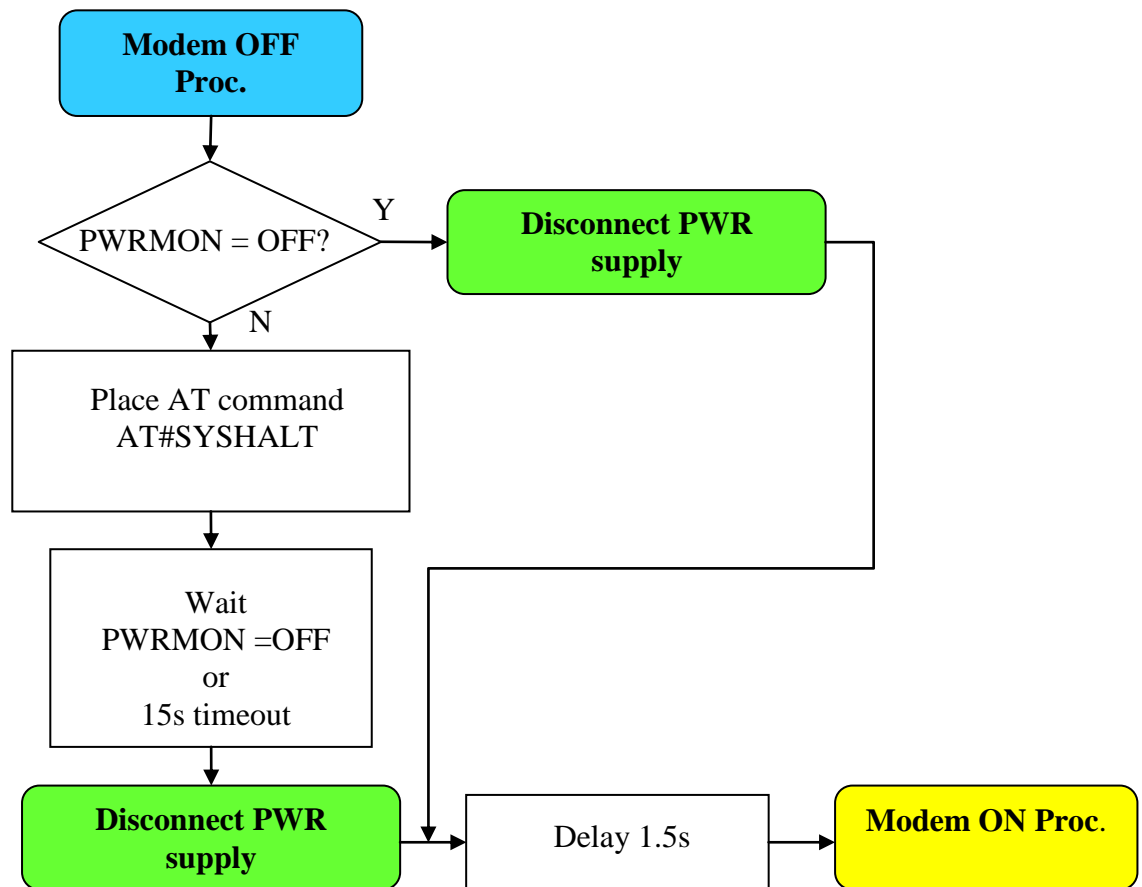 Modem OFF
Proc.
PWRMON = OFF?
Y
Disconnect PWR
supply
N
Place AT command
AT#SYSHALT
Wait
PWRMON =OFF
or
15s timeout
Disconnect PWR
supply
Delay 1.5s
Modem ON Proc.